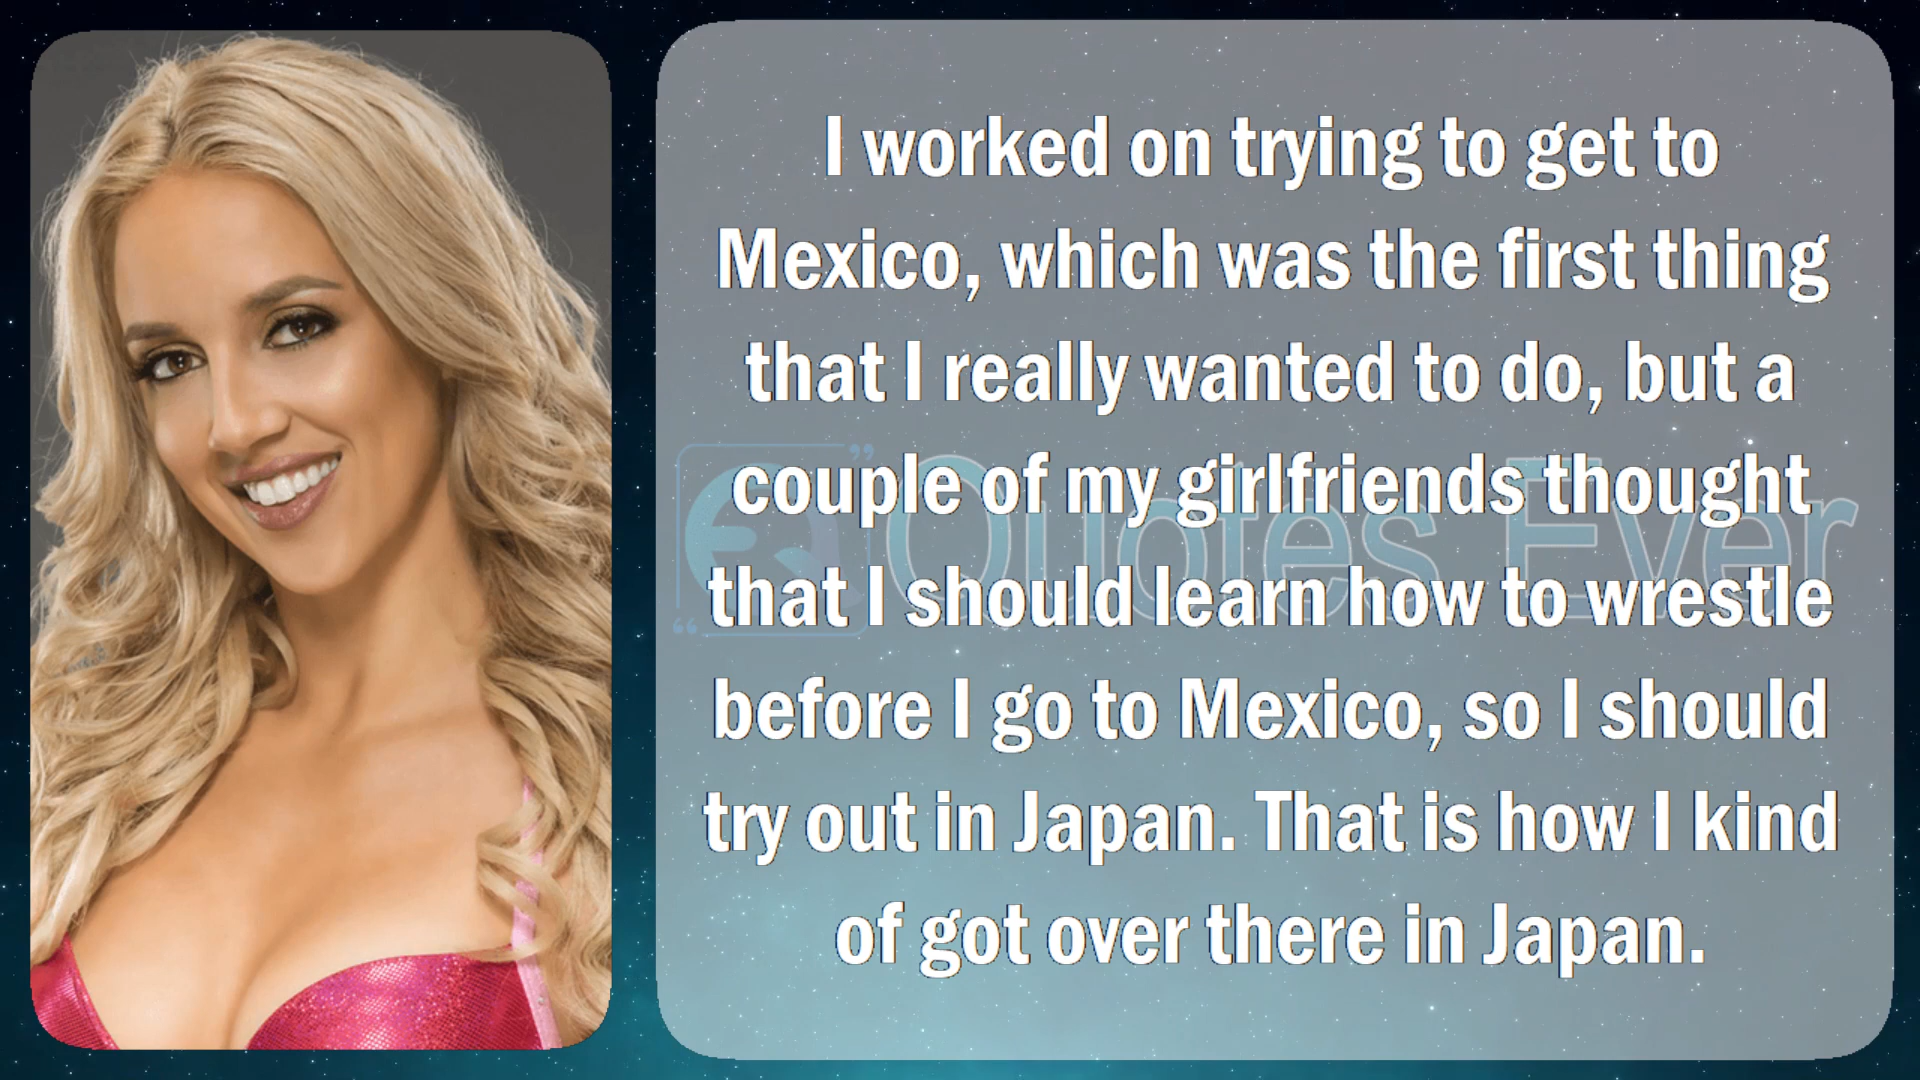 I worked on trying to get to
Mexico, which was the first thing
that I really wanted to do, but a
couple of my girlfriends thought
Quotes Ever
that I should learn how to wrestle
before I go to Mexico, so I should
try out in Japan. That is how I kind
of got over there in Japan.